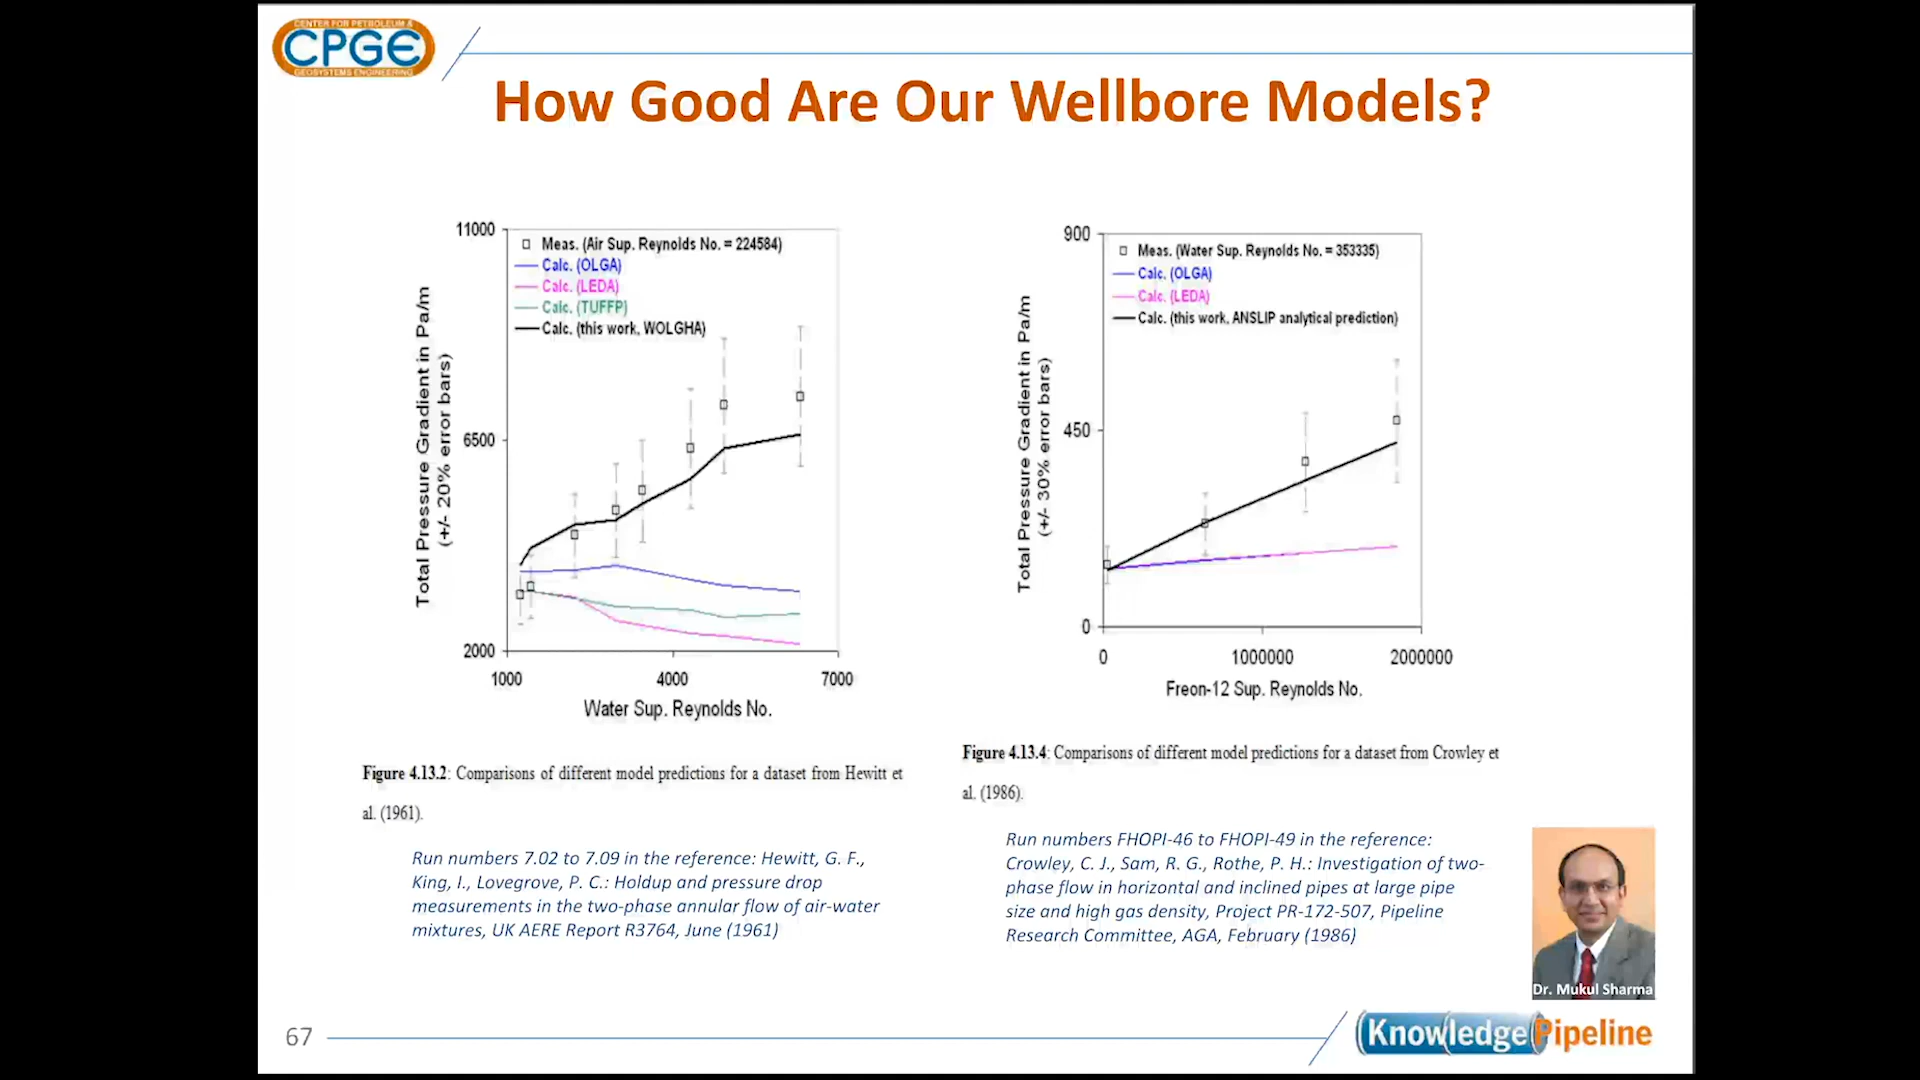 CENTER FOR PETROLEUM &
CPGE
GEOSYSTEMS ENGINEERING
How Good Are Our Wellbore Models?
11000
6500
2000
1000
4000
7000
Total Pressure Gradient in Pa/m
(+/- 20% error bars)
Meas. (Air Sup. Reynolds No. = 224584)
Calc. (OLGA)
Calc. (LEDA)
Calc. (TUFFP)
Calc. (this work, WOLGHA)
Water Sup. Reynolds No.
Figure 4.13.2: Comparisons of different model predictions for a dataset from Hewitt et
al. (1961).
Run numbers 7.02 to 7.09 in the reference: Hewitt, G. F.,
King, I., Lovegrove, P. C.: Holdup and pressure drop
measurements in the two-phase annular flow of air-water
mixtures, UK AERE Report R3764, June (1961)
900
450
0
0
1000000
2000000
Total Pressure Gradient in Pa/m
(+/- 30% error bars)
Meas. (Water Sup. Reynolds No. = 353335)
Calc. (OLGA)
Calc. (LEDA)
Calc. (this work, ANSLIP analytical prediction)
Freon-12 Sup. Reynolds No.
Figure 4.13.4: Comparisons of different model predictions for a dataset from Crowley et
al. (1986).
Run numbers FHOPI-46 to FHOPI-49 in the reference:
Crowley, C. J., Sam, R. G., Rothe, P. H.: Investigation of two-
phase flow in horizontal and inclined pipes at large pipe
size and high gas density, Project PR-172-507, Pipeline
Research Committee, AGA, February (1986)
Dr. Mukul Sharma
67
Knowledge Pipeline